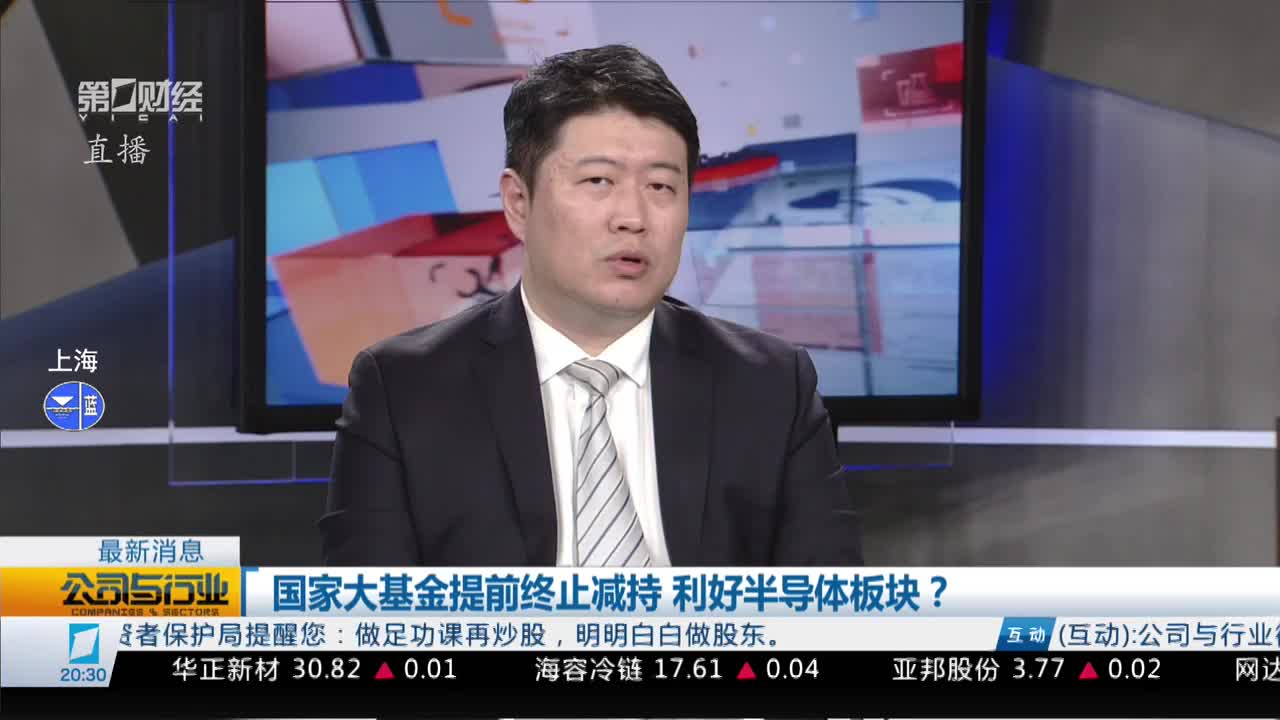 第一财经
YICAI
直播
上海
蓝
最新消息
公司与行业
COMPANIES & SECTORS
国家大基金提前终止减持 利好半导体板块？
资者保护局提醒您：做足功课再炒股，明明白白做股东。
互动 (互动):公司与行业
20:30 华正新材 30.82 ▲ 0.01 海容冷链 17.61 ▲ 0.04 亚邦股份 3.77 ▲ 0.02 网达